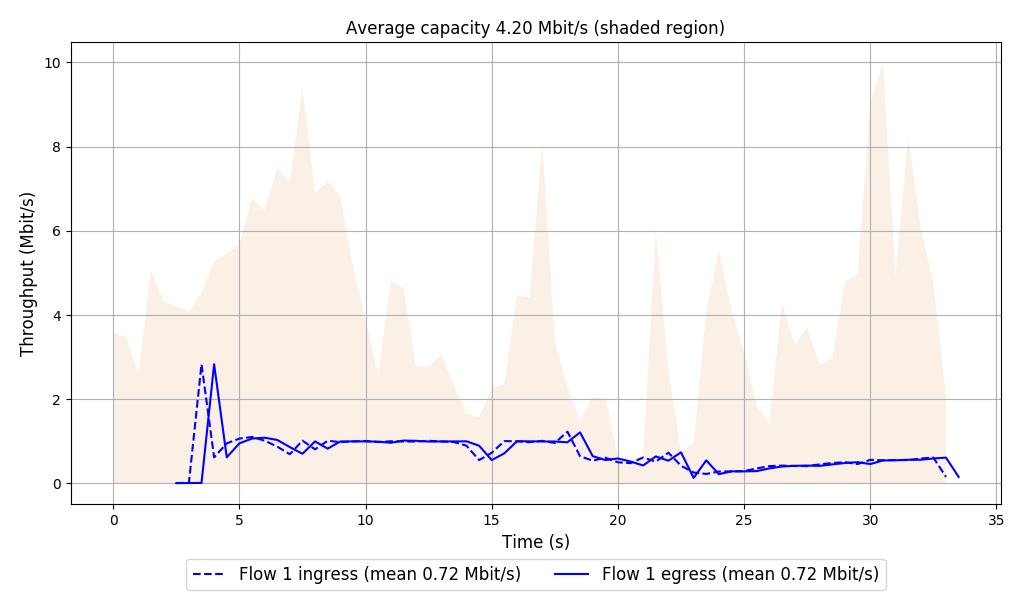 Average capacity 4.20 Mbit/s (shaded region)
10
8
6
4
2
0
Throughput (Mbit/s)
0 5 10 15 20 25 30 35
Time (s)
Flow 1 ingress (mean 0.72 Mbit/s) Flow 1 egress (mean 0.72 Mbit/s)